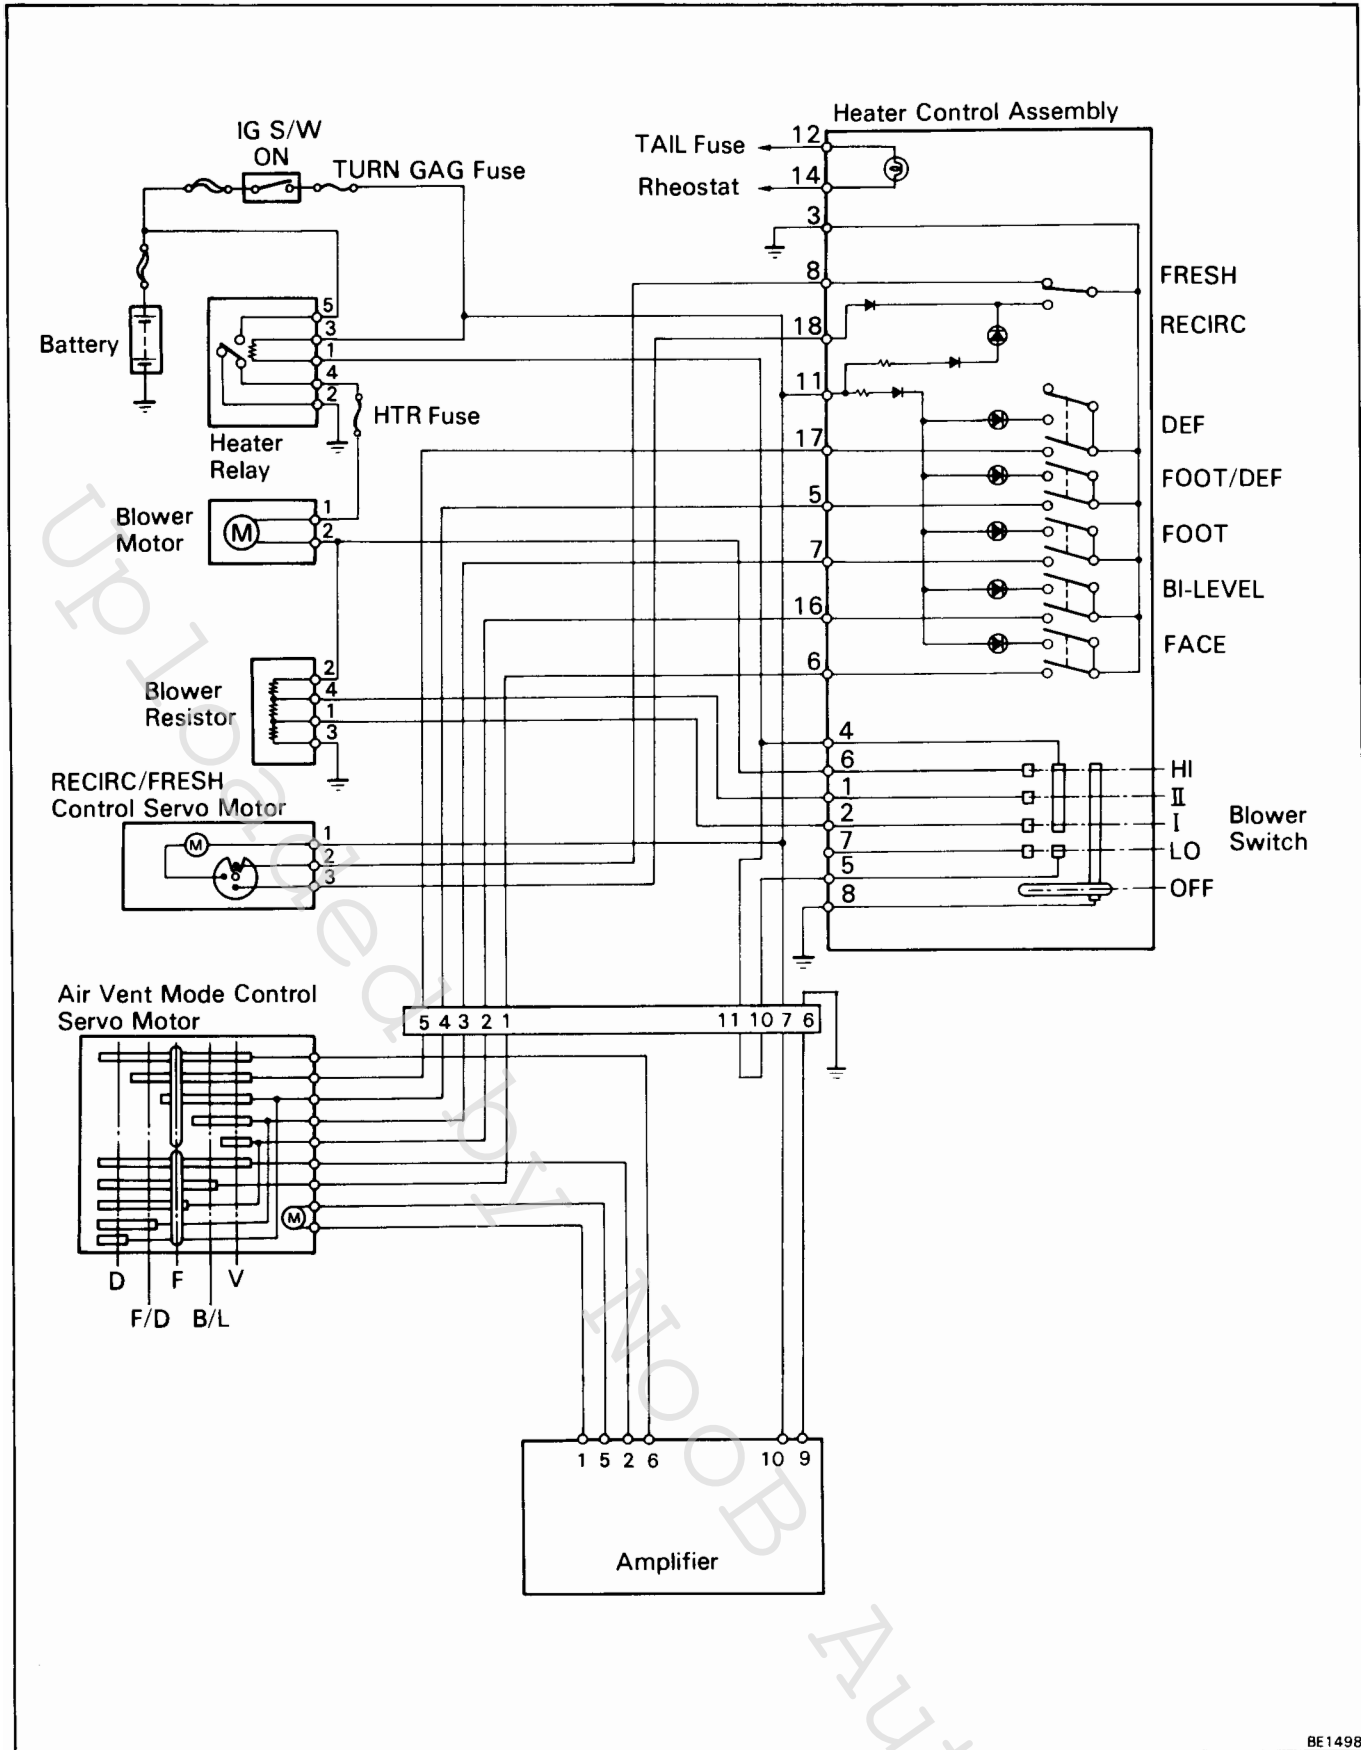 Heater Control Assembly
IG S/W
ON
TURN GAG Fuse
TAIL Fuse
12
Rheostat
14
3
8
FRESH
18
RECIRC
11
Battery
5
3
1
4
2
HTR Fuse
Heater
Relay
17
DEF
5
FOOT/DEF
7
FOOT
16
BI-LEVEL
6
FACE
Blower
Motor
M
1
2
Blower
Resistor
2
4
1
3
RECIRC/FRESH
Control Servo Motor
M
1
2
3
4
6
1
2
7
5
8
HI
II
I
LO
OFF
Blower
Switch
Air Vent Mode Control
Servo Motor
5 4 3 2 1
11 10 7 6
M
D F V
F/D B/L
1 5 2 6
10 9
Amplifier
Uploaded by NooB Aut
BE1498